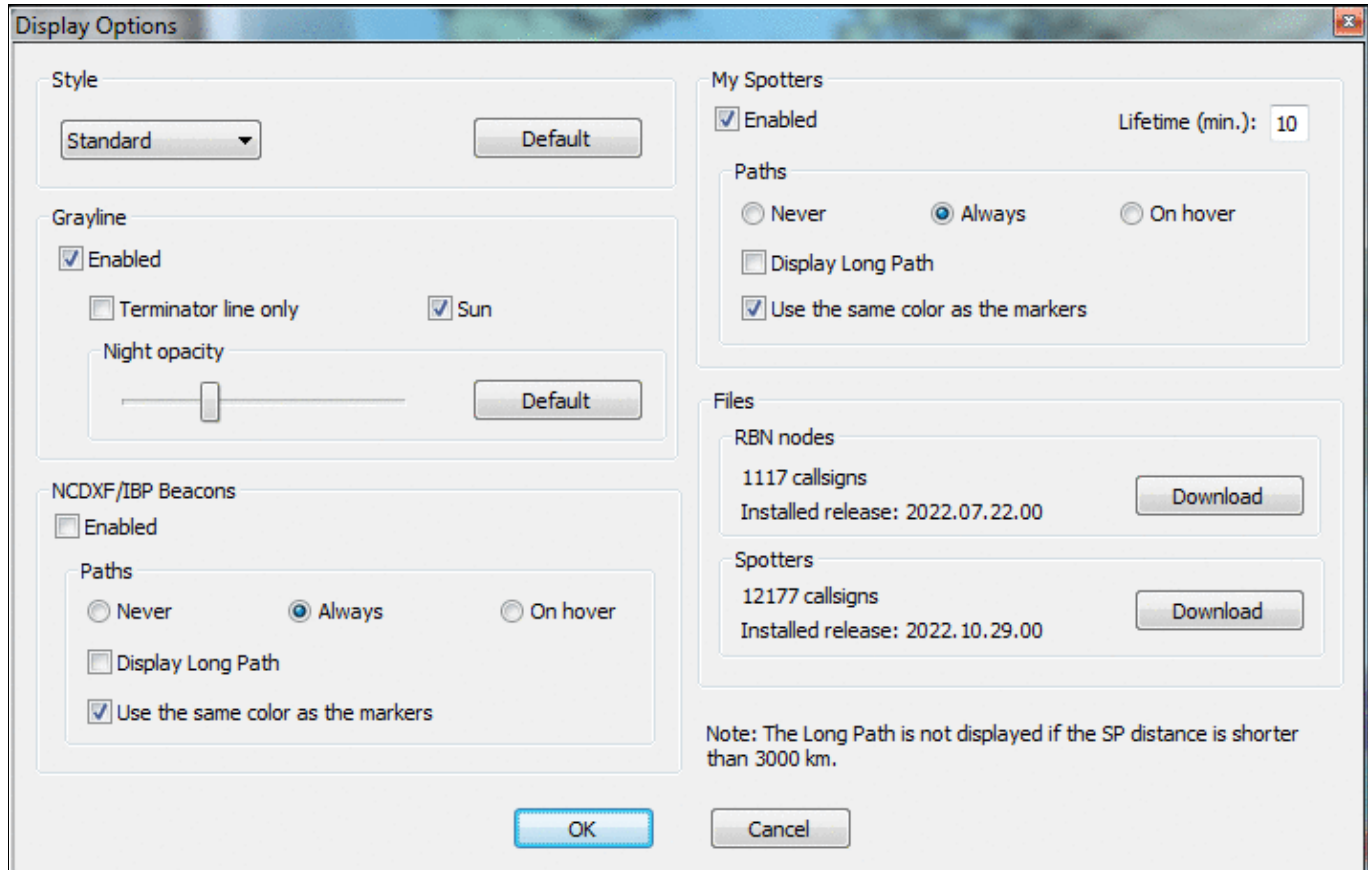 Display Options
Style
Standard
Default
Grayline
Enabled
Terminator line only
Sun
Night opacity
Default
NCDXF/IBP Beacons
Enabled
Paths
Never
Always
On hover
Display Long Path
Use the same color as the markers
My Spotters
Enabled
Lifetime (min.): 10
Paths
Never
Always
On hover
Display Long Path
Use the same color as the markers
Files
RBN nodes
1117 callsigns
Installed release: 2022.07.22.00
Download
Spotters
12177 callsigns
Installed release: 2022.10.29.00
Download
Note: The Long Path is not displayed if the SP distance is shorter
than 3000 km.
OK
Cancel